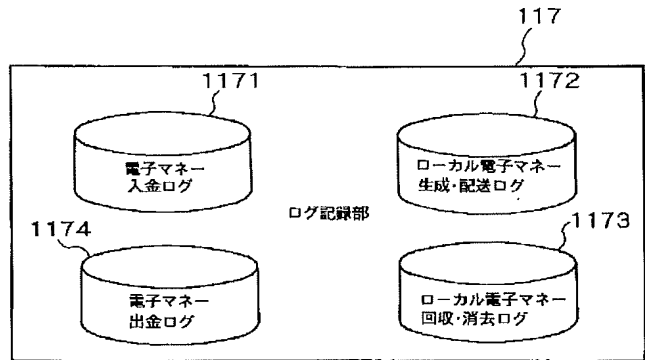 117
1171
1172
電子マネー
入金ログ
ローカル電子マネー
生成・配送ログ
ログ記録部
1174
1173
電子マネー
出金ログ
ローカル電子マネー
回収・消去ログ